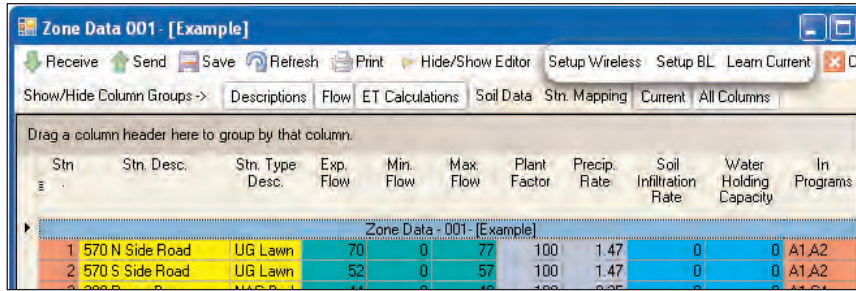 Zone Data 001- [Example]
Receive Send Save Refresh Print Hide/Show Editor Setup Wireless Setup BL Learn Current
Show/Hide Column Groups -> Descriptions Flow ET Calculations Soil Data Stn. Mapping Current All Columns
Drag a column header here to group by that column.
Stn. Stn. Desc. Stn. Type Desc. Exp. Flow Min. Flow Max. Flow Plant Factor Precip. Rate Soil Infiltration Rate Water Holding Capacity In Programs
Zone Data - 001- [Example]
1 570 N Side Road UG Lawn 70 0 77 100 1.47 0 0 A1,A2
2 570 S Side Road UG Lawn 52 0 57 100 1.47 0 0 A1,A2